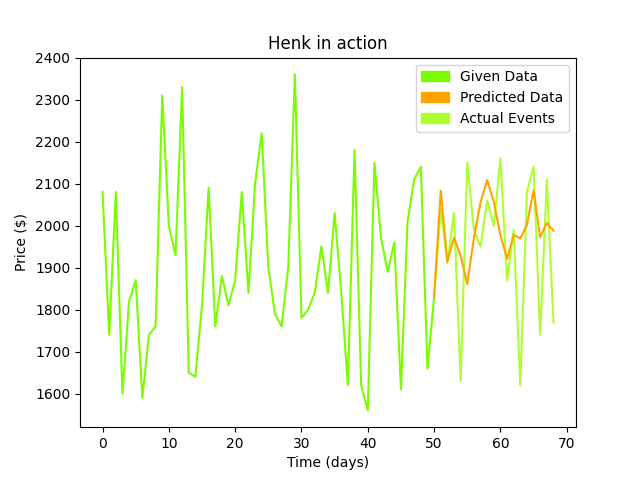 Henk in action
Given Data
Predicted Data
Actual Events
Price ($)
2400
2300
2200
2100
2000
1900
1800
1700
1600
0 10 20 30 40 50 60 70
Time (days)